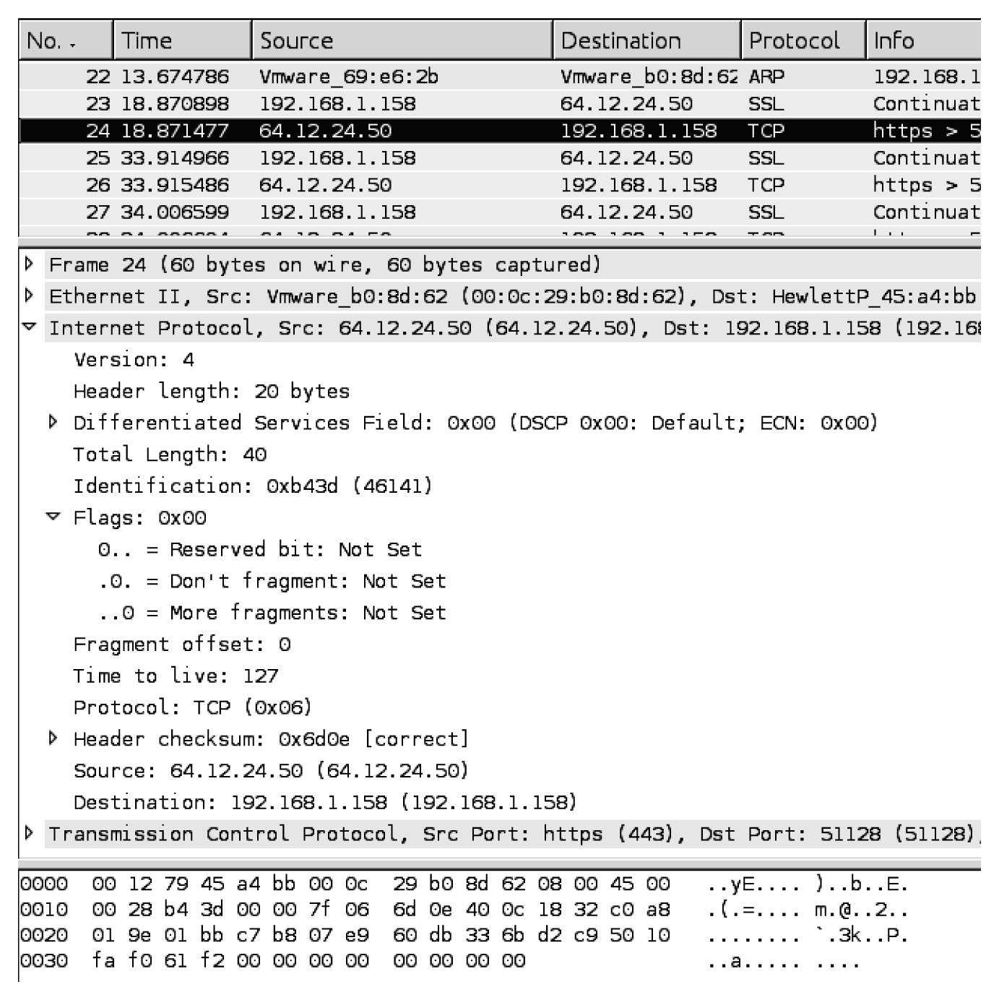 No. . Time Source Destination Protocol Info
22 13.674786 Vmware_69:e6:2b Vmware_b0:8d:62 ARP 192.168.1
23 18.870898 192.168.1.158 64.12.24.50 SSL Continuat
24 18.871477 64.12.24.50 192.168.1.158 TCP https > 5
25 33.914966 192.168.1.158 64.12.24.50 SSL Continuat
26 33.915486 64.12.24.50 192.168.1.158 TCP https > 5
27 34.006599 192.168.1.158 64.12.24.50 SSL Continuat
Frame 24 (60 bytes on wire, 60 bytes captured)
Ethernet II, Src: Vmware_b0:8d:62 (00:0c:29:b0:8d:62), Dst: HewlettP_45:a4:bb
Internet Protocol, Src: 64.12.24.50 (64.12.24.50), Dst: 192.168.1.158 (192.168
Version: 4
Header length: 20 bytes
Differentiated Services Field: 0x00 (DSCP 0x00: Default; ECN: 0x00)
Total Length: 40
Identification: 0xb43d (46141)
Flags: 0x00
0.. = Reserved bit: Not Set
.0. = Don't fragment: Not Set
..0 = More fragments: Not Set
Fragment offset: 0
Time to live: 127
Protocol: TCP (0x06)
Header checksum: 0x6d0e [correct]
Source: 64.12.24.50 (64.12.24.50)
Destination: 192.168.1.158 (192.168.1.158)
Transmission Control Protocol, Src Port: https (443), Dst Port: 51128 (51128),
0000 00 12 79 45 a4 bb 00 0c 29 b0 8d 62 08 00 45 00 ..yE.... )..b..E.
0010 00 28 b4 3d 00 00 7f 06 6d 0e 40 0c 18 32 c0 a8 .(.=.... m.@..2..
0020 01 9e 01 bb c7 b8 07 e9 60 db 33 6b d2 c9 50 10 ........ `.3k..P.
0030 fa f0 61 f2 00 00 00 00 00 00 00 00 ..a..... ....